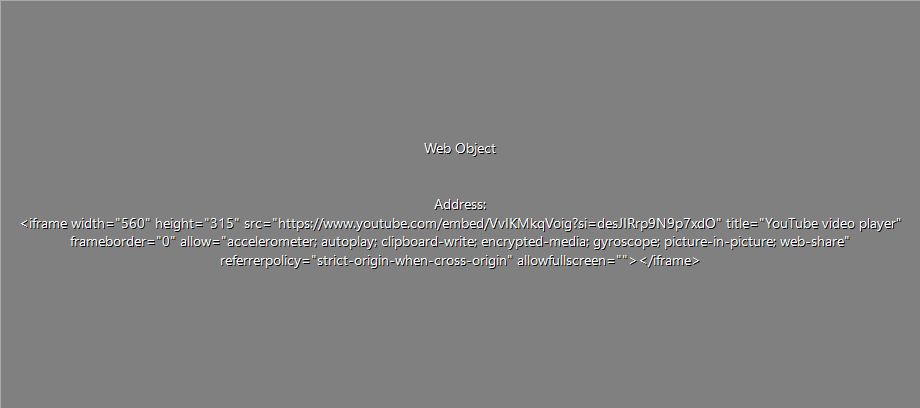 Web Object
Address:
<iframe width="560" height="315" src="https://www.youtube.com/embed/VvIKMkqVoig?si=desJIRrp9N9p7xdO" title="YouTube video player"
frameborder="0" allow="accelerometer; autoplay; clipboard-write; encrypted-media; gyroscope; picture-in-picture; web-share"
referrerpolicy="strict-origin-when-cross-origin" allowfullscreen=""></iframe>